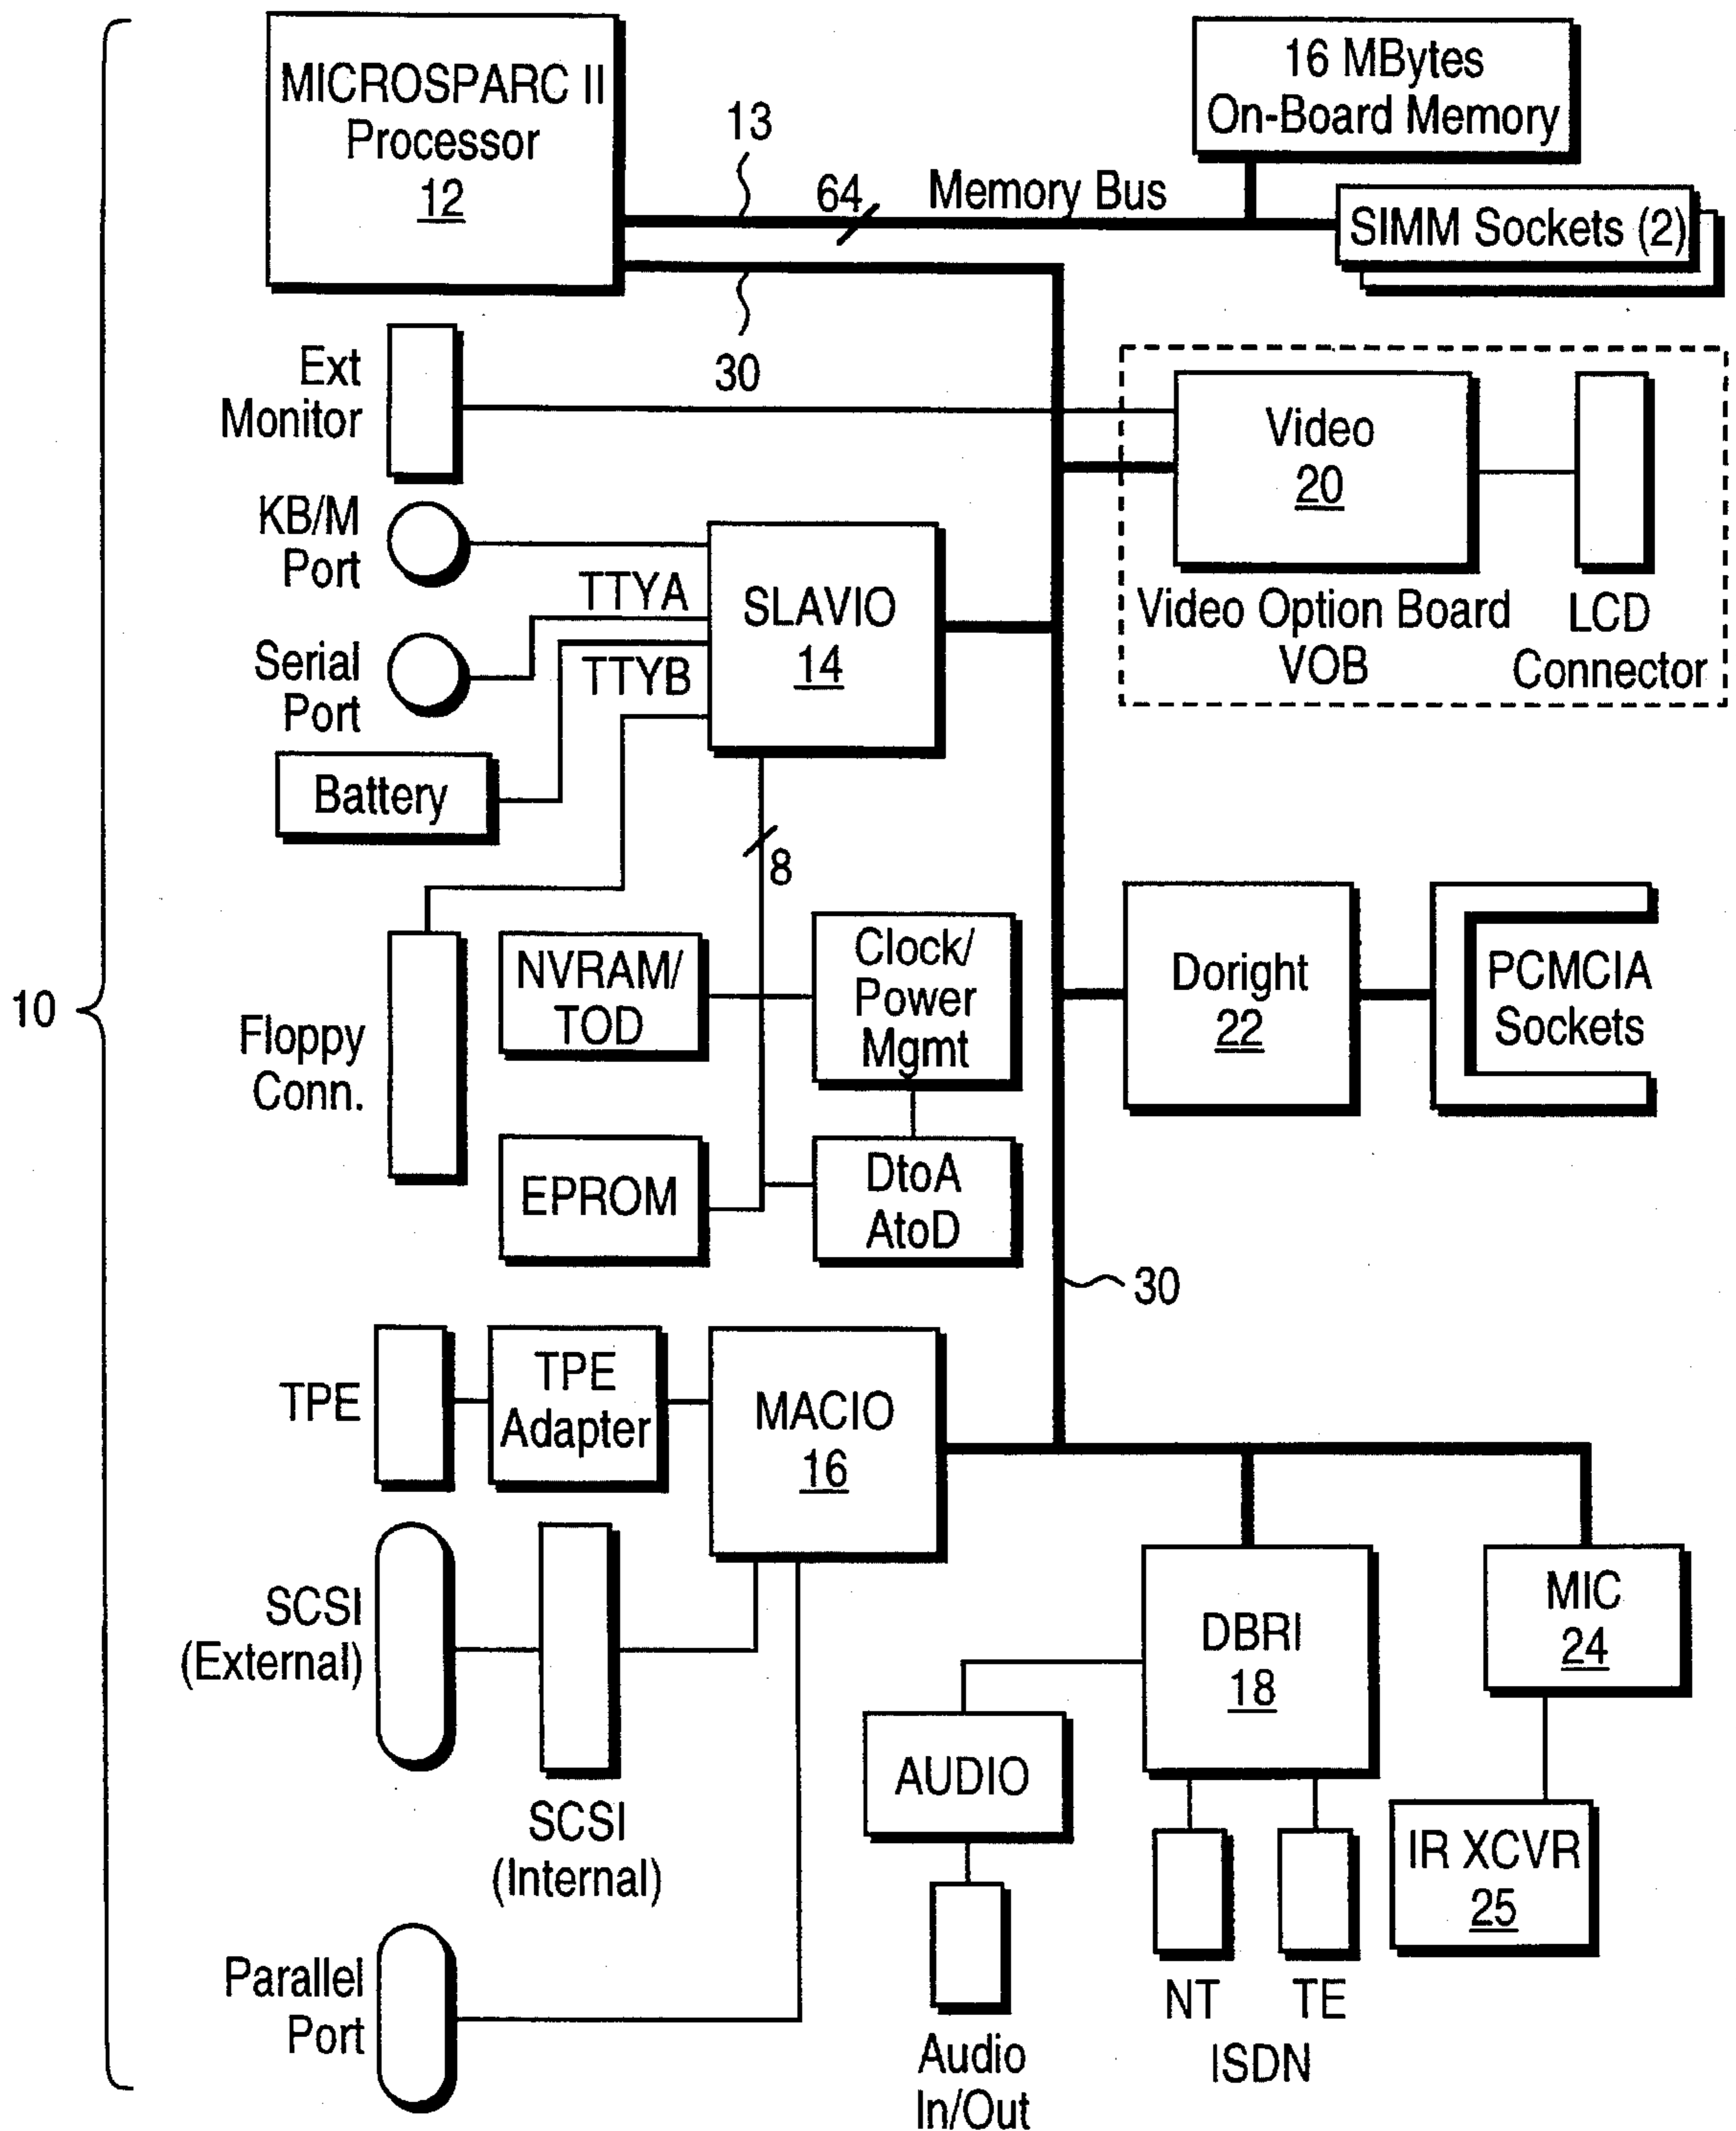 MICROSPARC II
Processor
12
16 MBytes
On-Board Memory
13
64
Memory Bus
SIMM Sockets (2)
30
Ext
Monitor
Video
20
Video Option Board
VOB
LCD
Connector
KB/M
Port
TTYA
Serial
Port
TTYB
SLAVIO
14
Battery
8
10
Floppy
Conn.
NVRAM/
TOD
Clock/
Power
Mgmt
Doright
22
PCMCIA
Sockets
EPROM
DtoA
AtoD
30
TPE
TPE
Adapter
MACIO
16
SCSI
(External)
SCSI
(Internal)
DBRI
18
MIC
24
AUDIO
IR XCVR
25
Parallel
Port
Audio
In/Out
NT
TE
ISDN